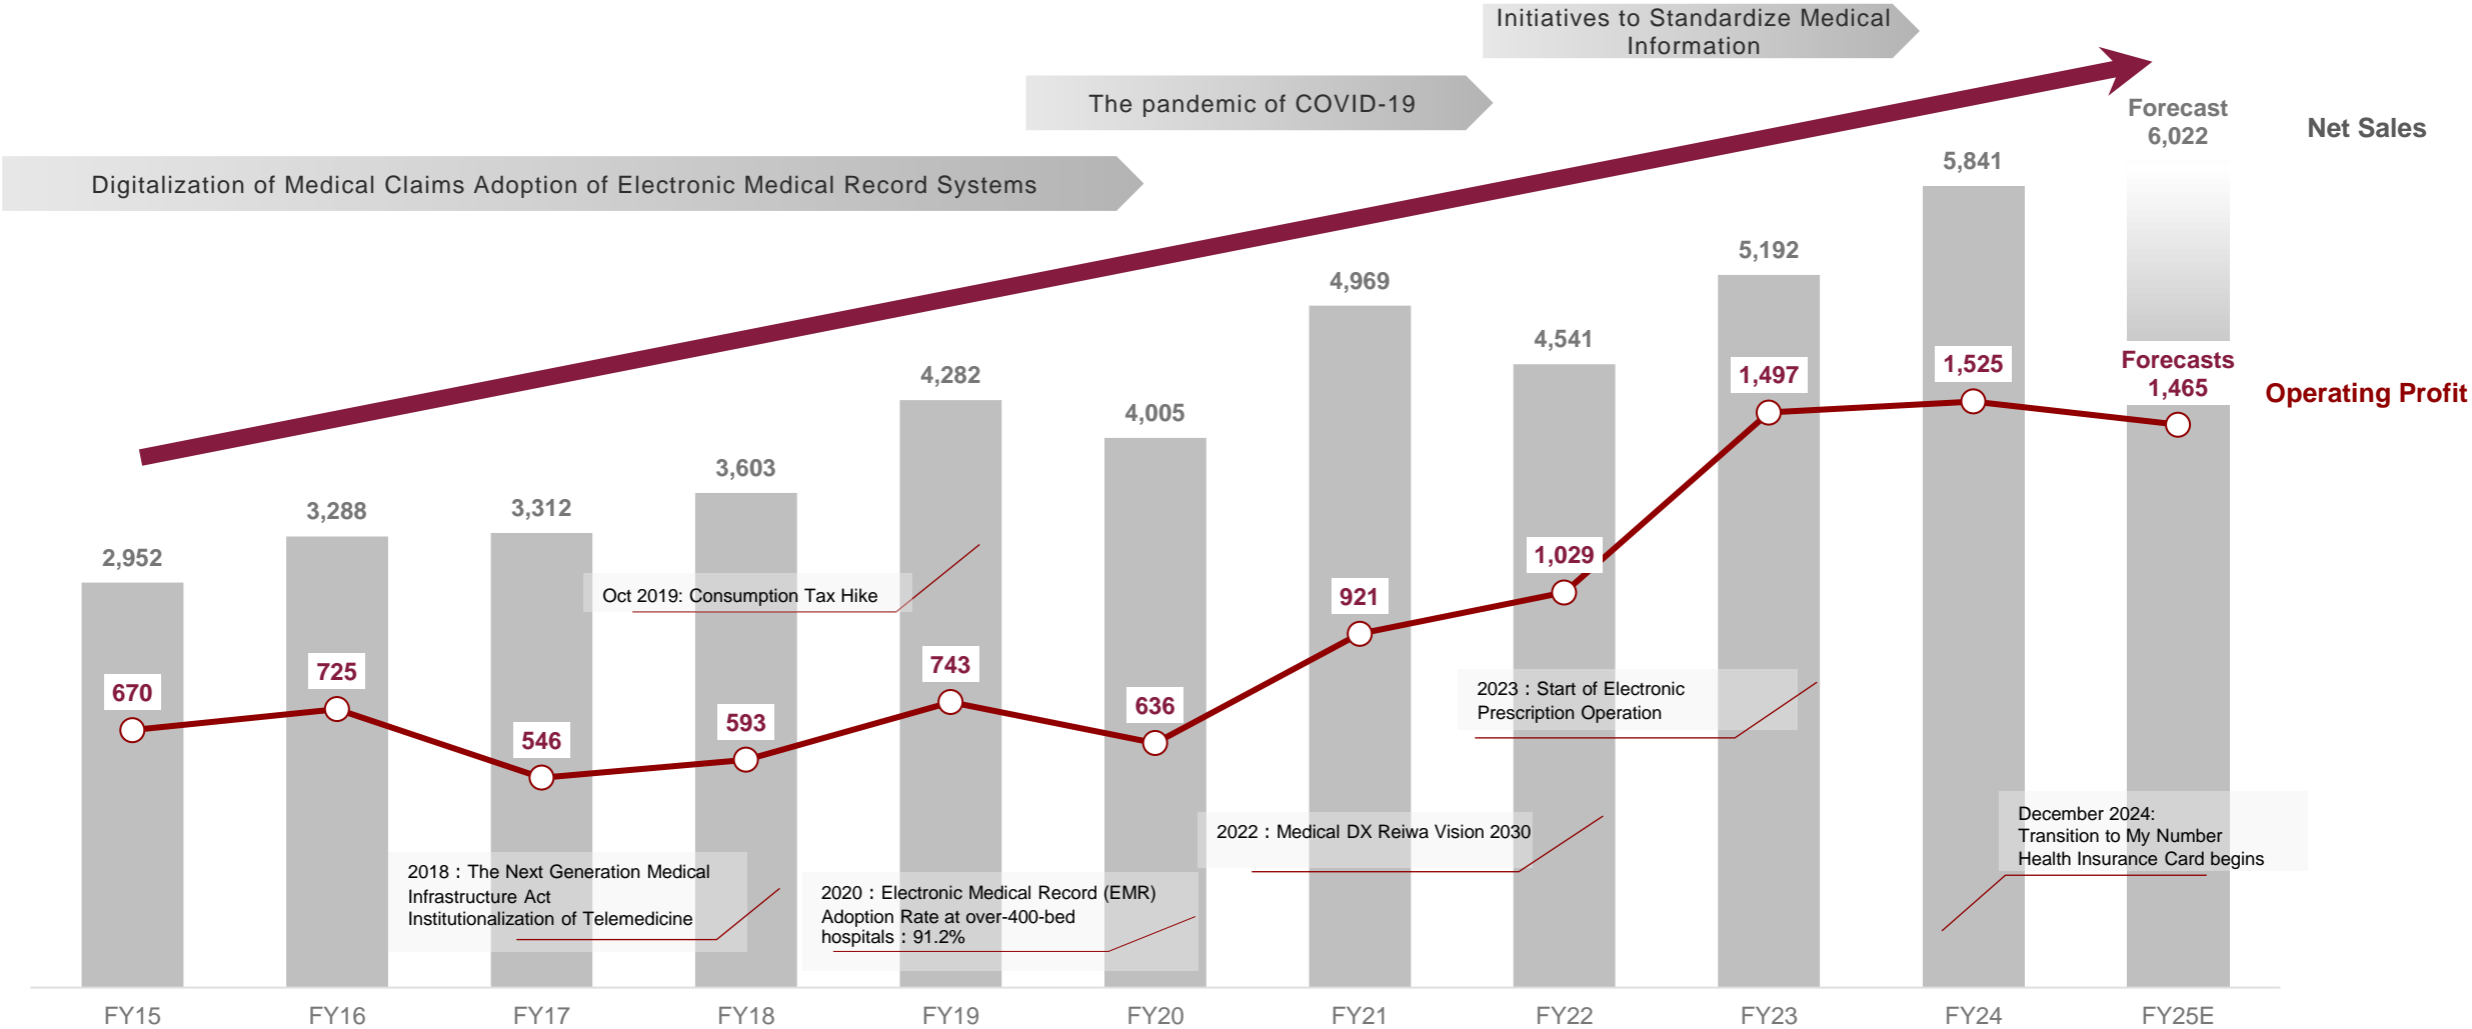 Initiatives to Standardize Medical
Information
The pandemic of COVID-19
Digitalization of Medical Claims Adoption of Electronic Medical Record Systems
Forecast
6,022
Net Sales
5,841
5,192
4,969
4,541
4,282
4,005
3,603
3,312
3,288
2,952
Forecasts
1,465
Operating Profit
1,525
1,497
1,029
921
636
743
593
546
725
670
Oct 2019: Consumption Tax Hike
2023：Start of Electronic
Prescription Operation
2022：Medical DX Reiwa Vision 2030
December 2024:
Transition to My Number
Health Insurance Card begins
2018：The Next Generation Medical
Infrastructure Act
Institutionalization of Telemedicine
2020：Electronic Medical Record (EMR)
Adoption Rate at over-400-bed
hospitals：91.2%
FY15
FY16
FY17
FY18
FY19
FY20
FY21
FY22
FY23
FY24
FY25E